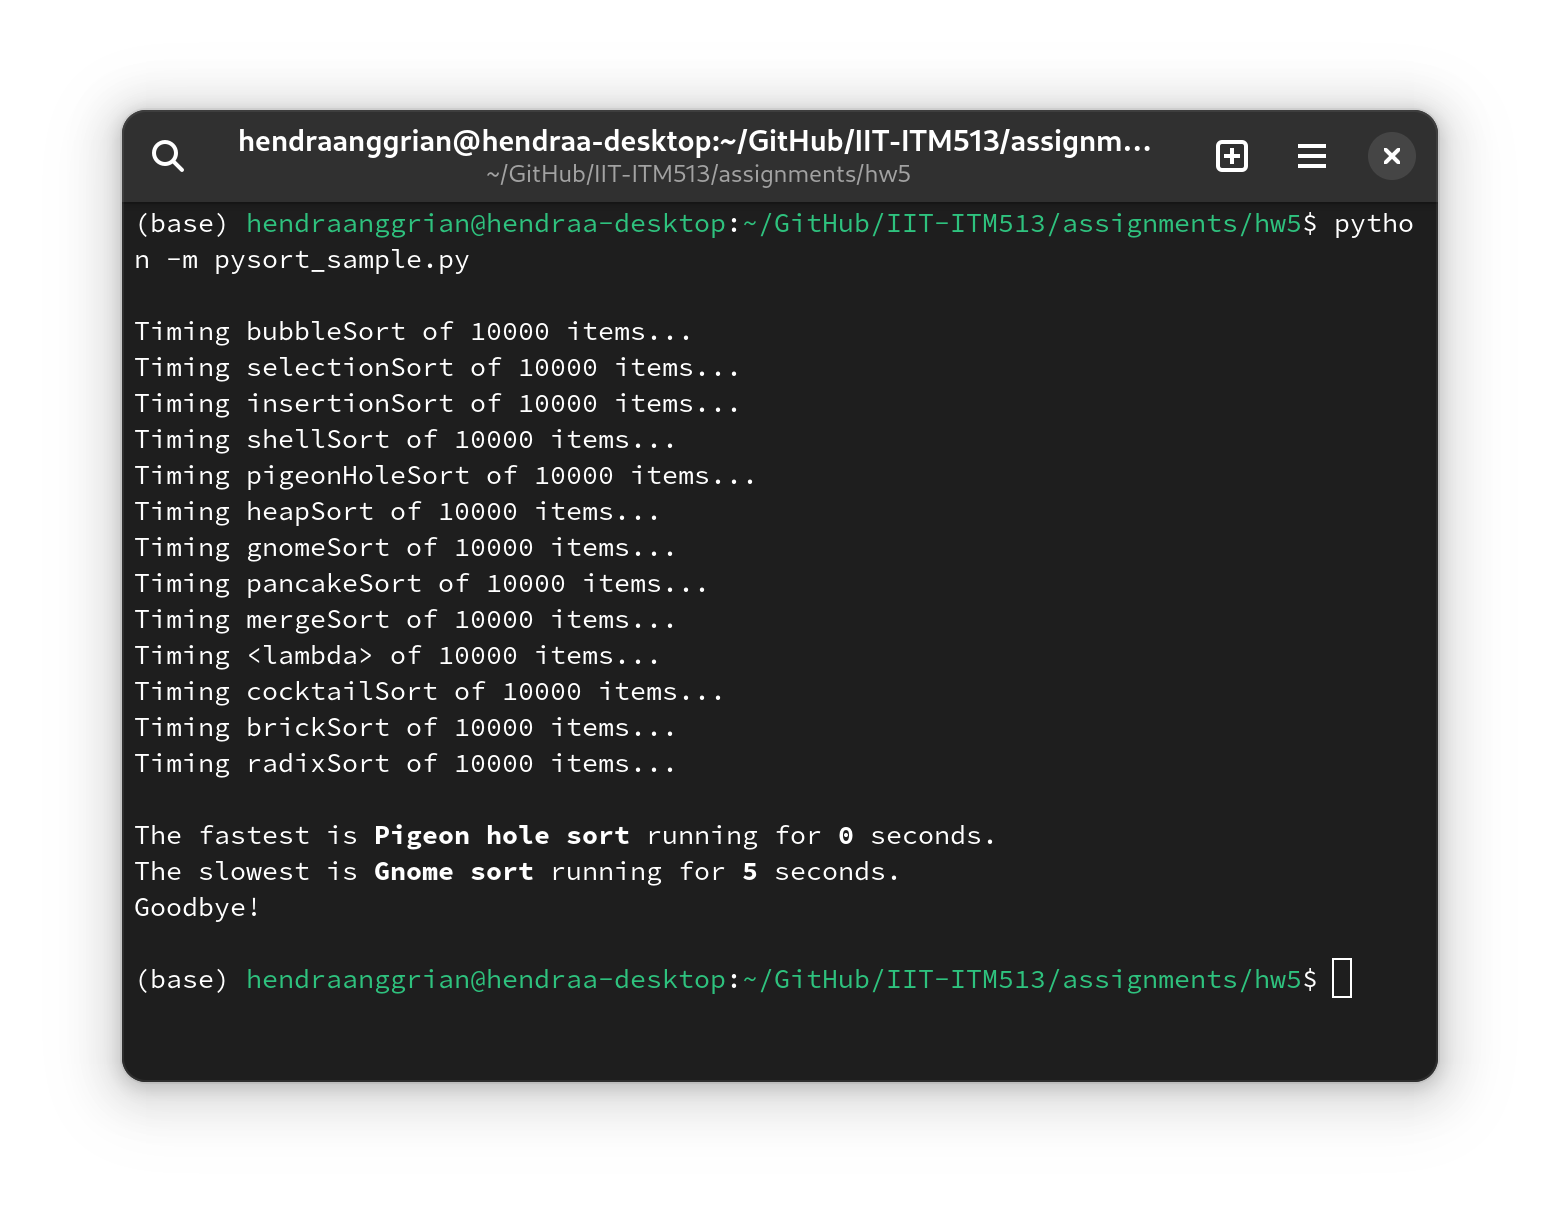 hendraanggrian@hendraa-desktop:~/GitHub/IIT-ITM513/assignm...
~/GitHub/IIT-ITM513/assignments/hw5
(base) hendraanggrian@hendraa-desktop:~/GitHub/IIT-ITM513/assignments/hw5$ pytho
n -m pysort_sample.py
Timing bubbleSort of 10000 items...
Timing selectionSort of 10000 items...
Timing insertionSort of 10000 items...
Timing shellSort of 10000 items...
Timing pigeonHoleSort of 10000 items...
Timing heapSort of 10000 items...
Timing gnomeSort of 10000 items...
Timing pancakeSort of 10000 items...
Timing mergeSort of 10000 items...
Timing <lambda> of 10000 items...
Timing cocktailSort of 10000 items...
Timing brickSort of 10000 items...
Timing radixSort of 10000 items...
The fastest is Pigeon hole sort running for 0 seconds.
The slowest is Gnome sort running for 5 seconds.
Goodbye!
(base) hendraanggrian@hendraa-desktop:~/GitHub/IIT-ITM513/assignments/hw5$